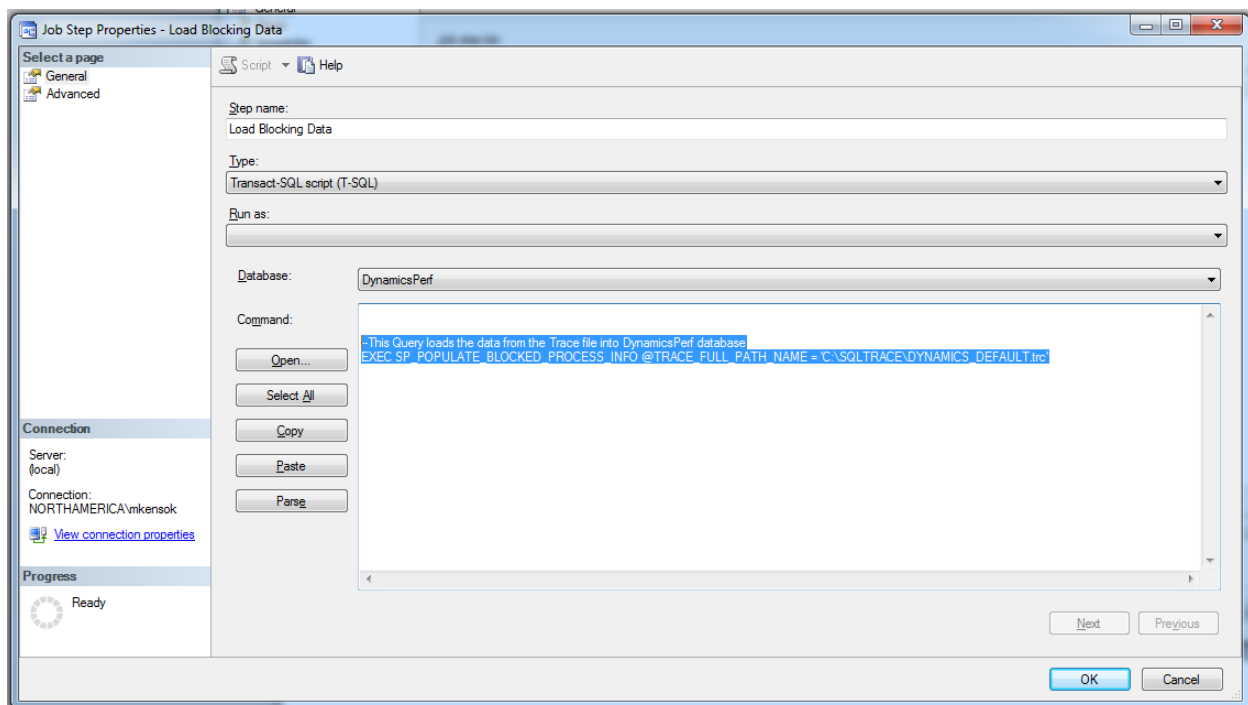 General
Job Step Properties - Load Blocking Data
Select a page
General
Advanced
Script
Help
Step name:
Load Blocking Data
Type:
Transact-SQL script (T-SQL)
Run as:
Database:
DynamicsPerf
Command:
--This Query loads the data from the Trace file into DynamicsPerf database
EXEC SP_POPULATE_BLOCKED_PROCESS_INFO @TRACE_FULL_PATH_NAME = 'C:\SQLTRACE\DYNAMICS_DEFAULT.trc'
Open...
Select All
Copy
Paste
Parse
Connection
Server:
(local)
Connection:
NORTHAMERICA\mkensok
View connection properties
Progress
Ready
Next
Previous
OK
Cancel